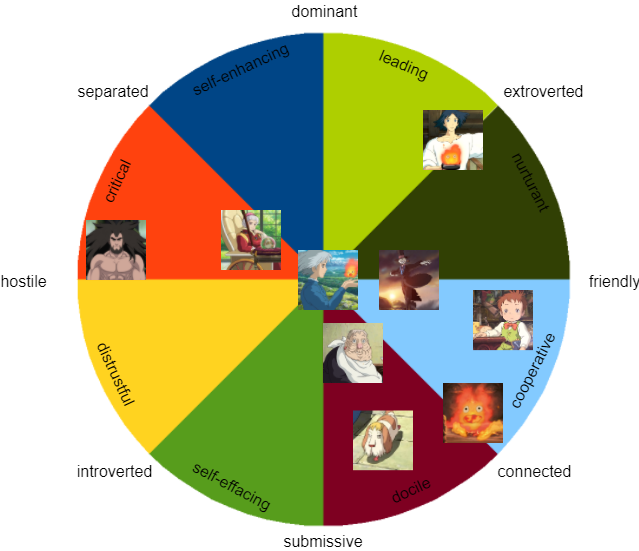 dominant
self-enhancing
leading
separated
extroverted
critical
nurturant
hostile
friendly
distrustful
cooperative
introverted
connected
self-effacing
docile
submissive